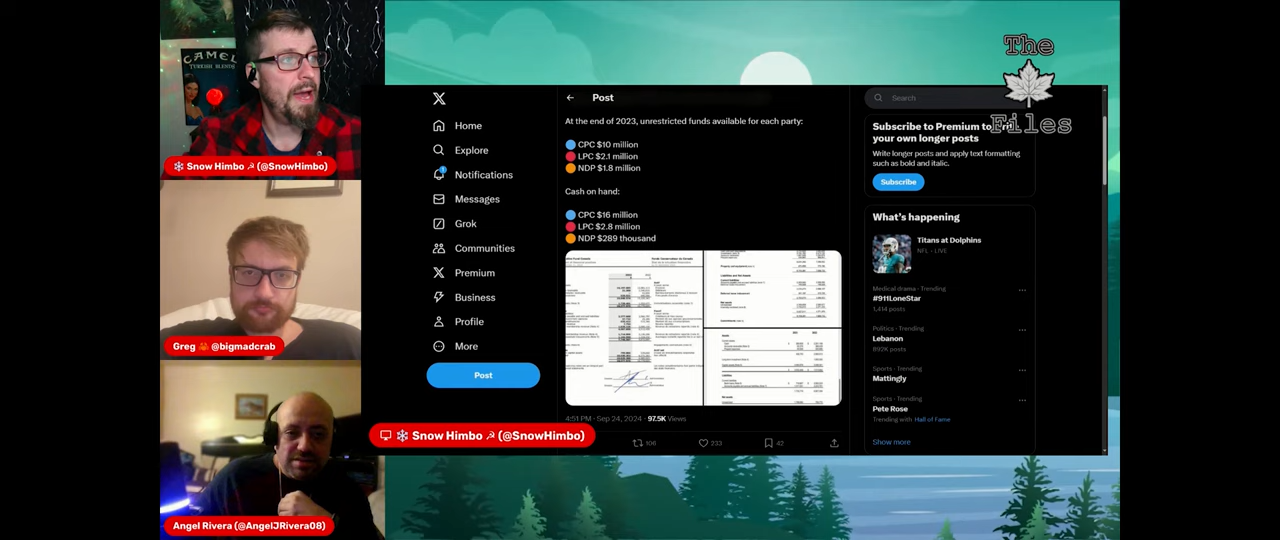 CAMEL
TURKISH BLENDS
❄️ Snow Himbo ☭ (@SnowHimbo)
Greg 🦀 @bigmadcrab
Angel Rivera (@AngelJRivera08)
Home
Explore
1
Notifications
Messages
Grok
Communities
Premium
Business
Profile
More
Post
Post
At the end of 2023, unrestricted funds available for each party:
🔵 CPC $10 million
🔴 LPC $2.1 million
🟠 NDP $1.8 million
Cash on hand:
🔵 CPC $16 million
🔴 LPC $2.8 million
🟠 NDP $289 thousand
4:51 PM · Sep 24, 2024 · 97.5K Views
106
233
42
❄️ Snow Himbo ☭ (@SnowHimbo)
The
Files
Search
Subscribe to Premium to
your own longer posts
Write longer posts and apply text formatting
such as bold and italic.
Subscribe
What's happening
Titans at Dolphins
NFL · LIVE
Medical drama · Trending
#911LoneStar
1,414 posts
Politics · Trending
Lebanon
892K posts
Sports · Trending
Mattingly
Sports · Trending
Pete Rose
Trending with Hall of Fame
Show more